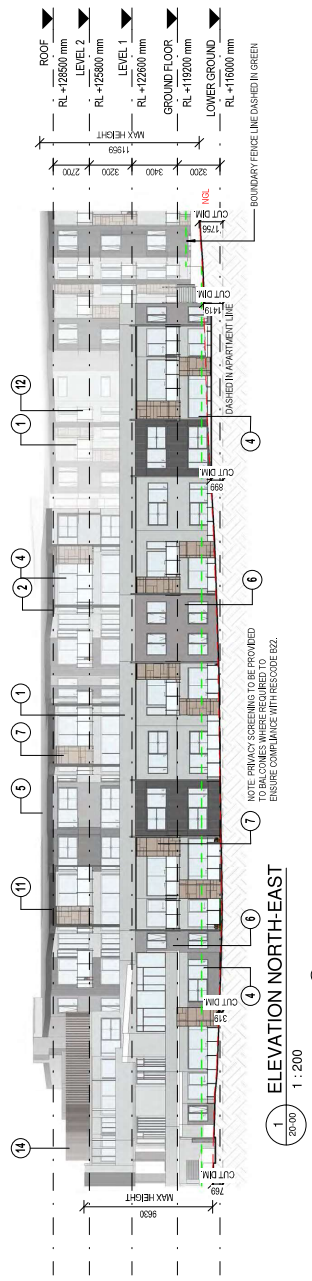 ROOF
RL +128500 mm
LEVEL 2
RL +125800 mm
LEVEL 1
RL +122600 mm
GROUND FLOOR
RL +119200 mm
LOWER GROUND
RL +116000 mm
MAX HEIGHT
11959
2700
3200
3400
3200
BOUNDARY FENCE LINE DASHED IN GREEN
NGL
CUT DIM.
1756
CUT DIM.
1419
DASHED IN APARTMENT LINE
CUT DIM.
899
12
1
4
2
4
6
1
7
5
11
7
6
4
14
NOTE: PRIVACY SCREENING TO BE PROVIDED
TO BALCONIES WHERE REQUIRED TO
ENSURE COMPLIANCE WITH RESCODE B22.
CUT DIM.
319
MAX HEIGHT
9630
CUT DIM.
769
1
20-00
ELEVATION NORTH-EAST
1 : 200